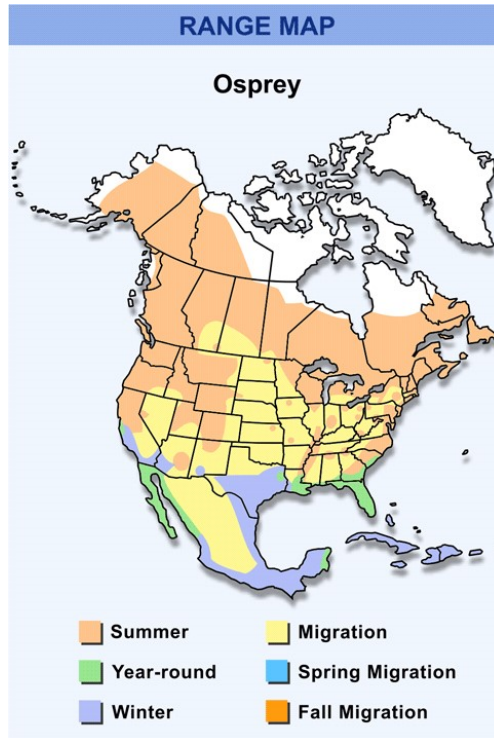 RANGE MAP
Osprey
Summer
Migration
Year-round
Spring Migration
Winter
Fall Migration